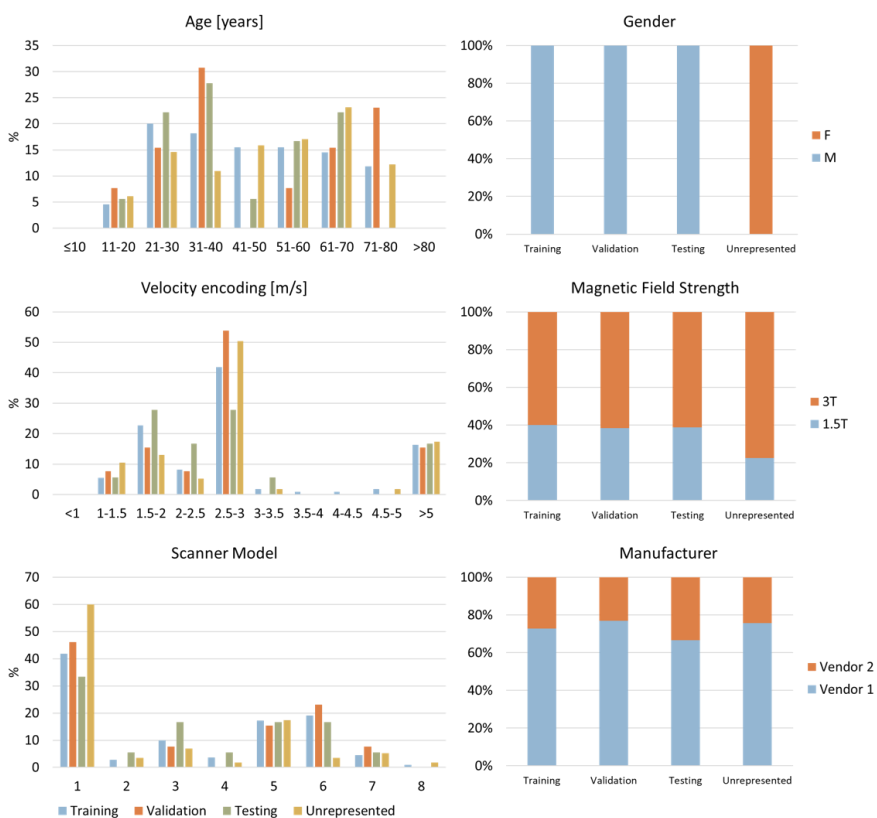 Age [years]
35
30
25
20
15
10
5
0
%
≤10 11-20 21-30 31-40 41-50 51-60 61-70 71-80 >80
Gender
100%
80%
60%
40%
20%
0%
Training Validation Testing Unrepresented
F
M
Velocity encoding [m/s]
60
50
40
30
20
10
0
%
<1 1-1.5 1.5-2 2-2.5 2.5-3 3-3.5 3.5-4 4-4.5 4.5-5 >5
Magnetic Field Strength
100%
80%
60%
40%
20%
0%
Training Validation Testing Unrepresented
3T
1.5T
Scanner Model
70
60
50
40
30
20
10
0
%
1 2 3 4 5 6 7 8
Training Validation Testing Unrepresented
Manufacturer
100%
80%
60%
40%
20%
0%
Training Validation Testing Unrepresented
Vendor 2
Vendor 1